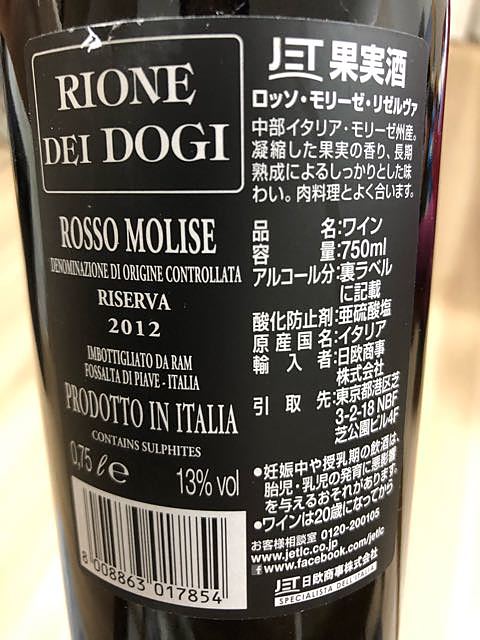 RIONE
DEI DOGI
ROSSO MOLISE
DENOMINAZIONE DI ORIGINE CONTROLLATA
RISERVA
2012
IMBOTTIGLIATO DA RAM
FOSSALTA DI PIAVE - ITALIA
PRODOTTO IN ITALIA
CONTAINS SULPHITES
0,75 ℓ e 13% vol
8 008863 017854
JET 果実酒
ロッソ・モリーゼ・リゼルヴァ
中部イタリア・モリーゼ州産。
凝縮した果実の香り、長期
熟成によるしっかりとした味
わい。肉料理とよく合います。
品名:ワイン
容量:750ml
アルコール分:裏ラベル
に記載
酸化防止剤:亜硫酸塩
原産国名:イタリア
輸入者:日欧商事
株式会社
引取先:東京都港区芝
3-2-18 NBF
芝公園ビル4F
●妊娠中や授乳期の飲酒は、
胎児・乳児の発育に悪影響
を与えるおそれがあります。
●ワインは20歳になってから
お客様相談室 0120-200105
www.jetlc.co.jp
f www.facebook.com/jetlc
JET 日欧商事株式会社
SPECIALISTA DELL'ITALIA